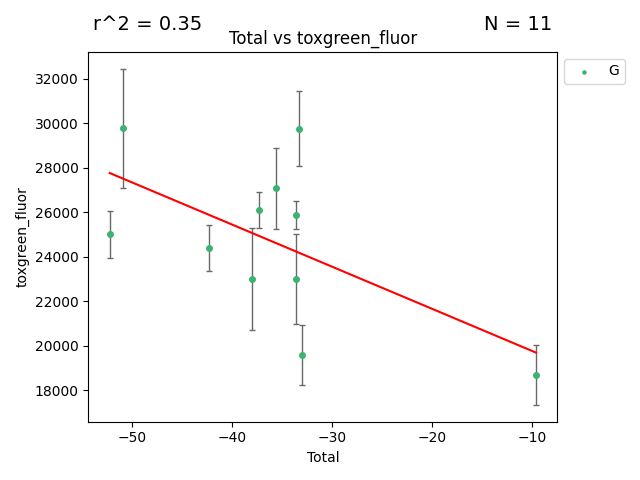 r^2 = 0.35
N = 11
Total vs toxgreen_fluor
G
32000
30000
28000
26000
24000
22000
20000
18000
toxgreen_fluor
−50
−40
−30
−20
−10
Total